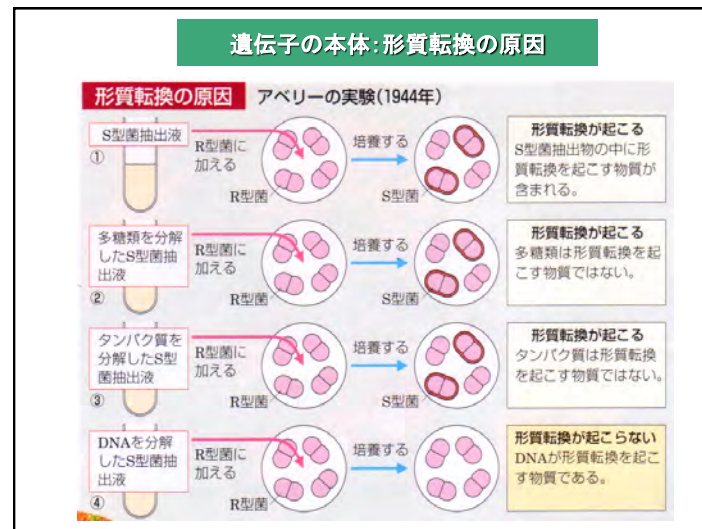 遺伝子の本体:形質転換の原因
形質転換の原因 アベリーの実験(1944年)
S型菌抽出液
①
R型菌に
加える
R型菌
培養する
S型菌
形質転換が起こる
S型菌抽出物の中に形
質転換を起こす物質が
含まれる。
多糖類を分解
したS型菌抽
出液
②
R型菌に
加える
R型菌
培養する
S型菌
形質転換が起こる
多糖類は形質転換を起
こす物質ではない。
タンパク質を
分解したS型
菌抽出液
③
R型菌に
加える
R型菌
培養する
S型菌
形質転換が起こる
タンパク質は形質転換
を起こす物質ではない。
DNAを分解
したS型菌抽
出液
④
R型菌に
加える
R型菌
培養する
形質転換が起こらない
DNAが形質転換を起こ
す物質である。